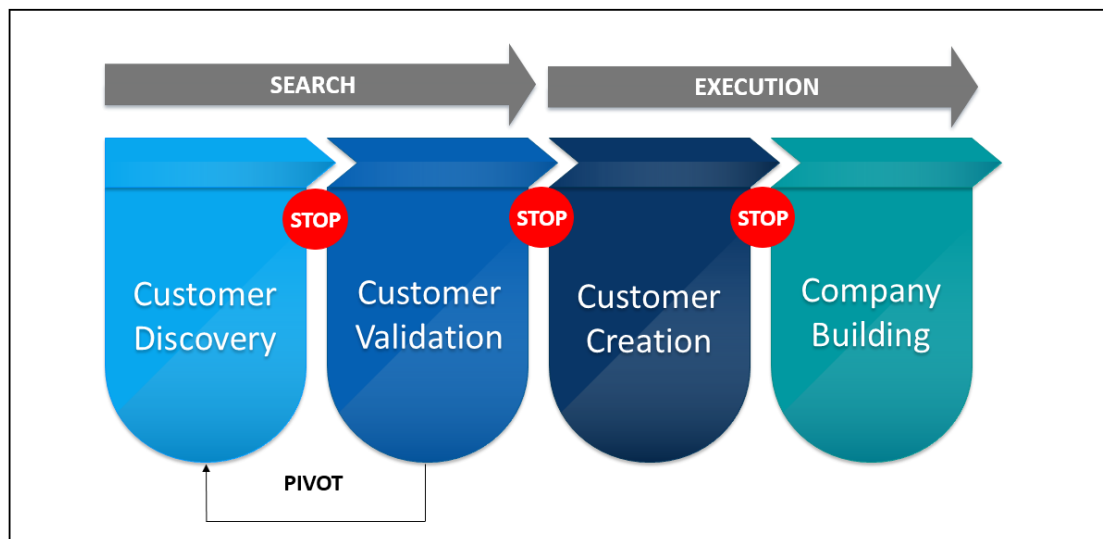 SEARCH
EXECUTION
STOP
STOP
STOP
Customer
Discovery
Customer
Validation
Customer
Creation
Company
Building
PIVOT